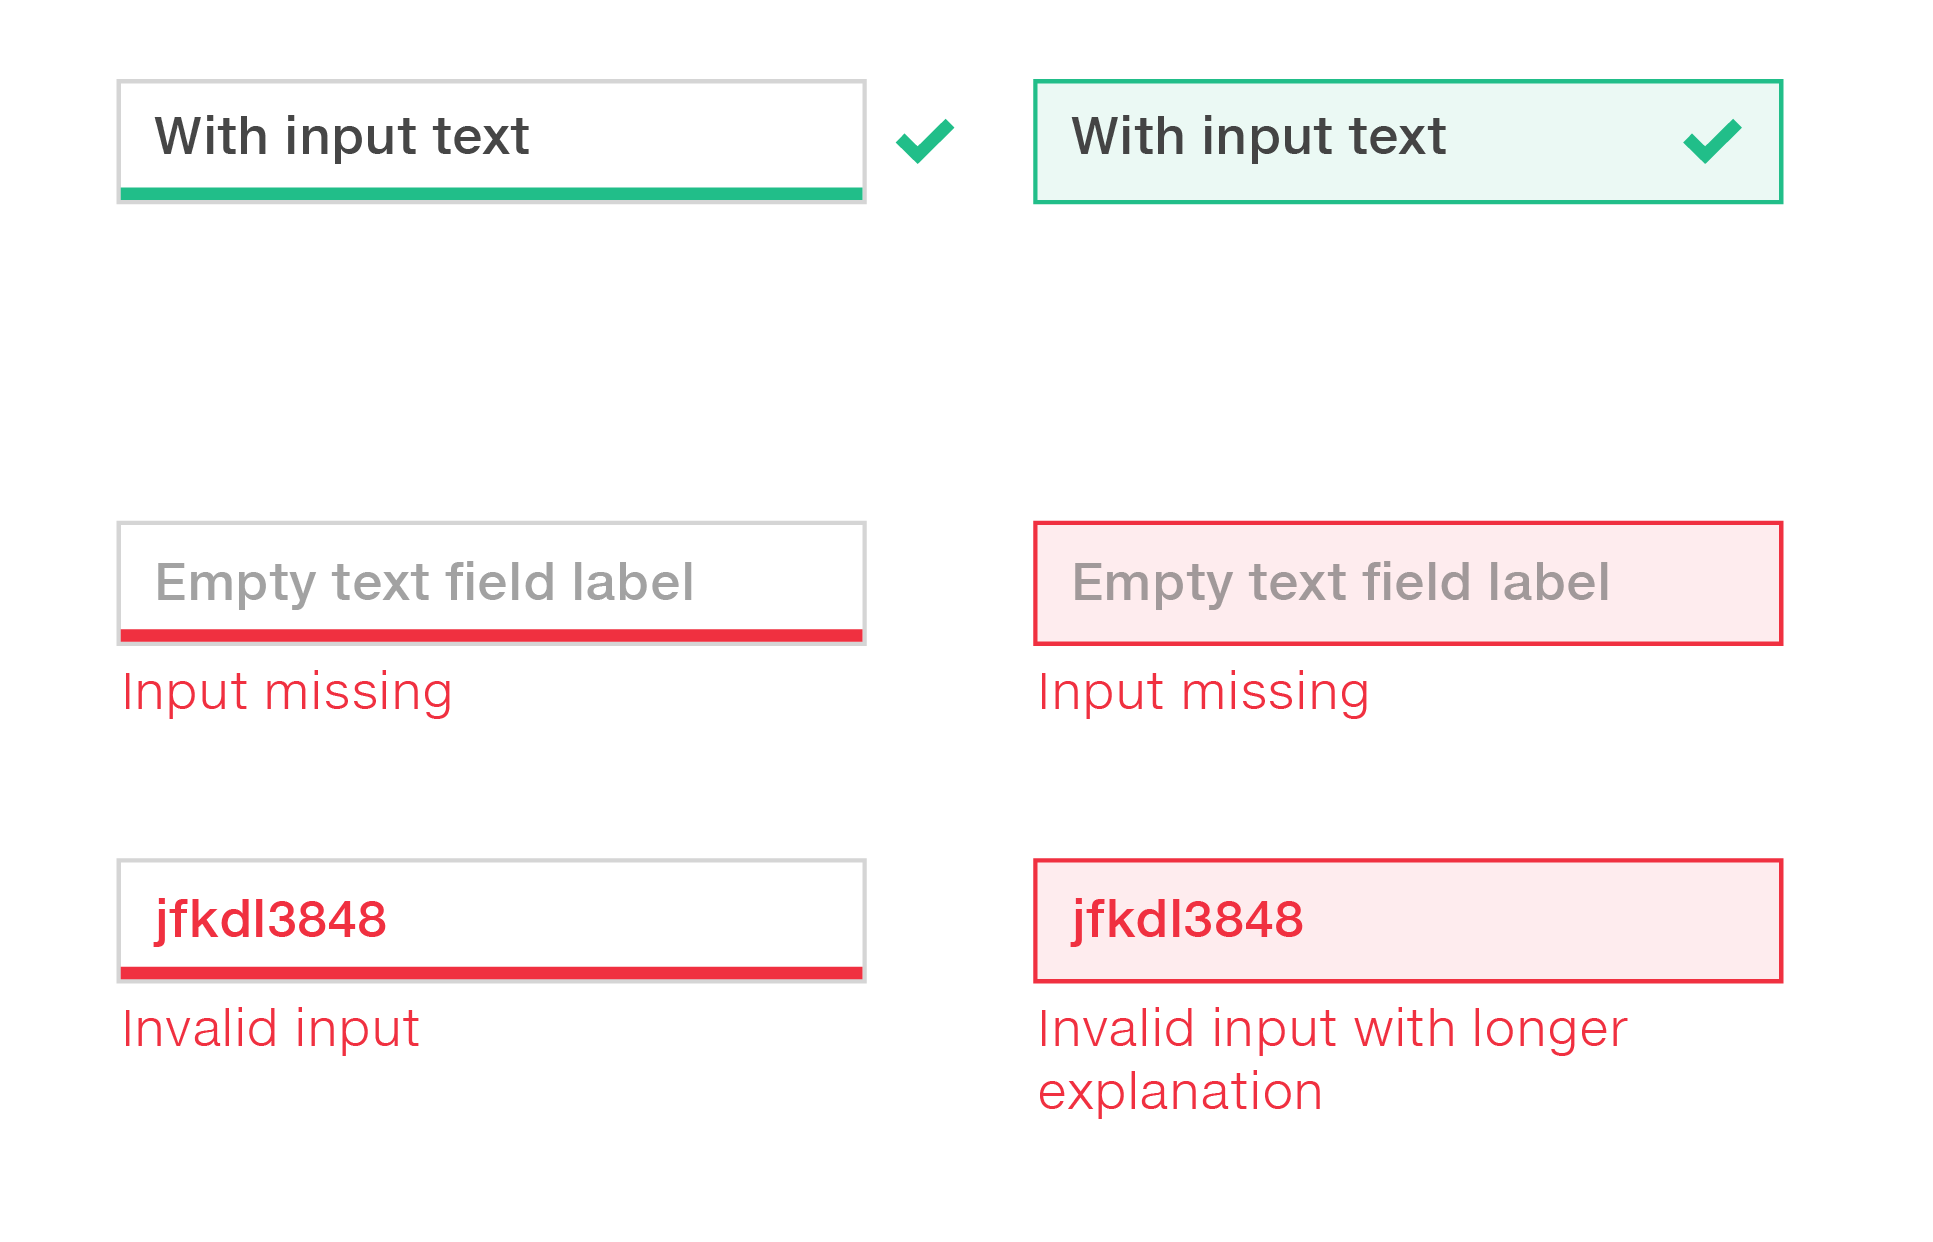 With input text
With input text
Empty text field label
Empty text field label
Input missing
Input missing
jfkdl3848
jfkdl3848
Invalid input
Invalid input with longer
explanation